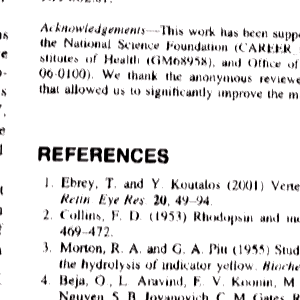 Acknowledgements—This work has been supp
the National Science Foundation (CAREER
stitutes of Health (GM68958), and Office of
06-0100). We thank the anonymous reviewe
that allowed us to significantly improve the m
REFERENCES
1. Ebrey, T. and Y. Koutalos (2001) Verte
Retin Eye Res. 20, 49–94.
2. Collins, F. D. (1953) Rhodopsin and
469–472.
3. Morton, R. A. and G. A. Pitt (1955) Stud
the hydrolysis of indicator yellow. Bioche
4. Beja, O., L. Aravind, E. V. Koonin, M.
Nguyen, S. B. Jovanovich, C. M. Gates, R